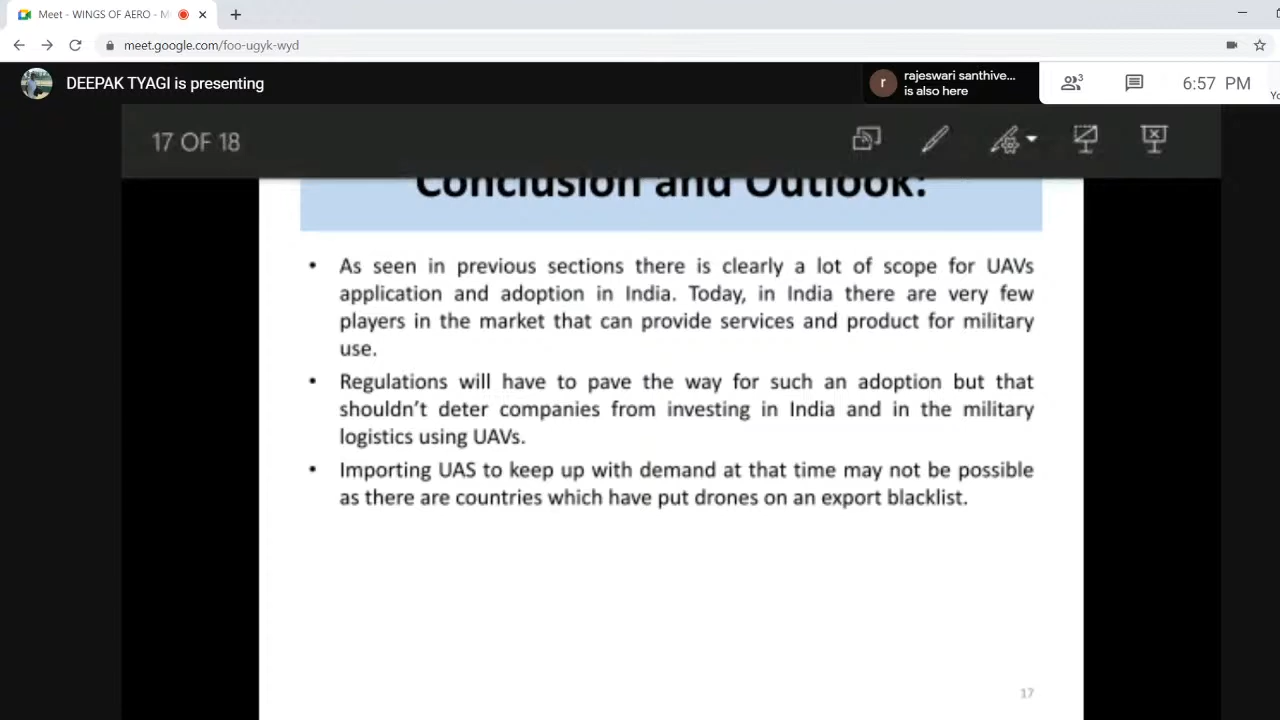 Meet - WINGS OF AERO - M
meet.google.com/foo-ugyk-wyd
DEEPAK TYAGI is presenting
r
rajeswari santhive...
is also here
3
6:57 PM
17 OF 18
Conclusion and Outlook:
• As seen in previous sections there is clearly a lot of scope for UAVs
application and adoption in India. Today, in India there are very few
players in the market that can provide services and product for military
use.
• Regulations will have to pave the way for such an adoption but that
shouldn't deter companies from investing in India and in the military
logistics using UAVs.
• Importing UAS to keep up with demand at that time may not be possible
as there are countries which have put drones on an export blacklist.
17